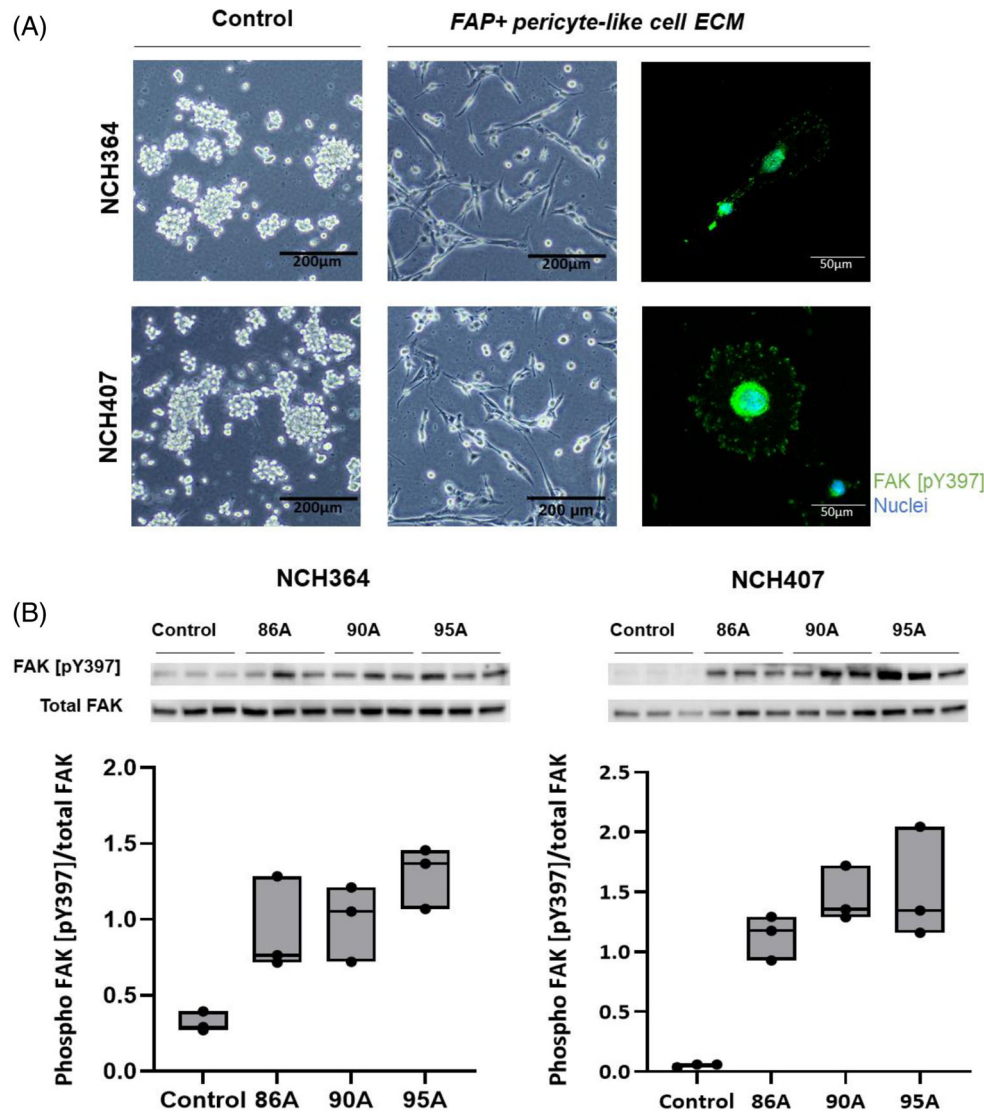 (A)
Control
FAP+ pericyte-like cell ECM
NCH364
200µm
200µm
50µm
NCH407
200µm
200 µm
50µm
FAK [pY397]
Nuclei
(B)
NCH364
NCH407
Control 86A 90A 95A
Control 86A 90A 95A
FAK [pY397]
Total FAK
Phospho FAK [pY397]/total FAK
2.0
1.5
1.0
0.5
0.0
Control 86A 90A 95A
Phospho FAK [pY397]/total FAK
2.5
2.0
1.5
1.0
0.5
0.0
Control 86A 90A 95A